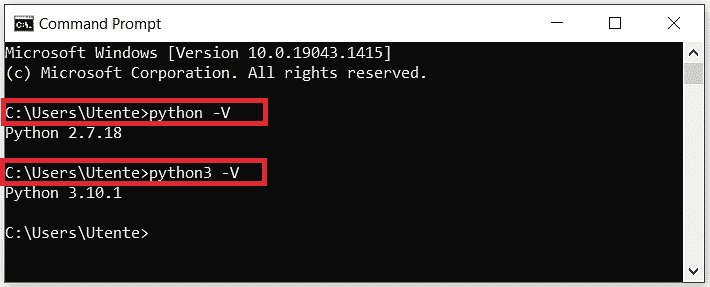 Command Prompt
Microsoft Windows [Version 10.0.19043.1415]
(c) Microsoft Corporation. All rights reserved.
C:\Users\Utente>python -V
Python 2.7.18
C:\Users\Utente>python3 -V
Python 3.10.1
C:\Users\Utente>